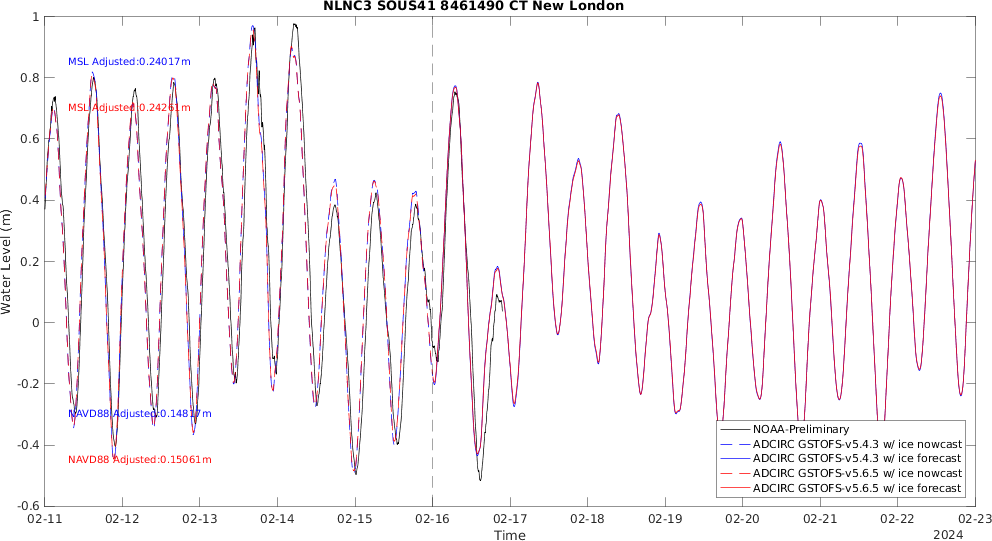 NLNC3 SOUS41 8461490 CT New London
1
0.8
0.6
0.4
0.2
0
-0.2
-0.4
-0.6
Water Level (m)
MSL Adjusted:0.24017m
MSL Adjusted:0.24261m
NAVD88 Adjusted:0.14817m
NAVD88 Adjusted:0.15061m
NOAA-Preliminary
ADCIRC GSTOFS-v5.4.3 w/ ice nowcast
ADCIRC GSTOFS-v5.4.3 w/ ice forecast
ADCIRC GSTOFS-v5.6.5 w/ ice nowcast
ADCIRC GSTOFS-v5.6.5 w/ ice forecast
02-11 02-12 02-13 02-14 02-15 02-16 02-17 02-18 02-19 02-20 02-21 02-22 02-23
Time
2024